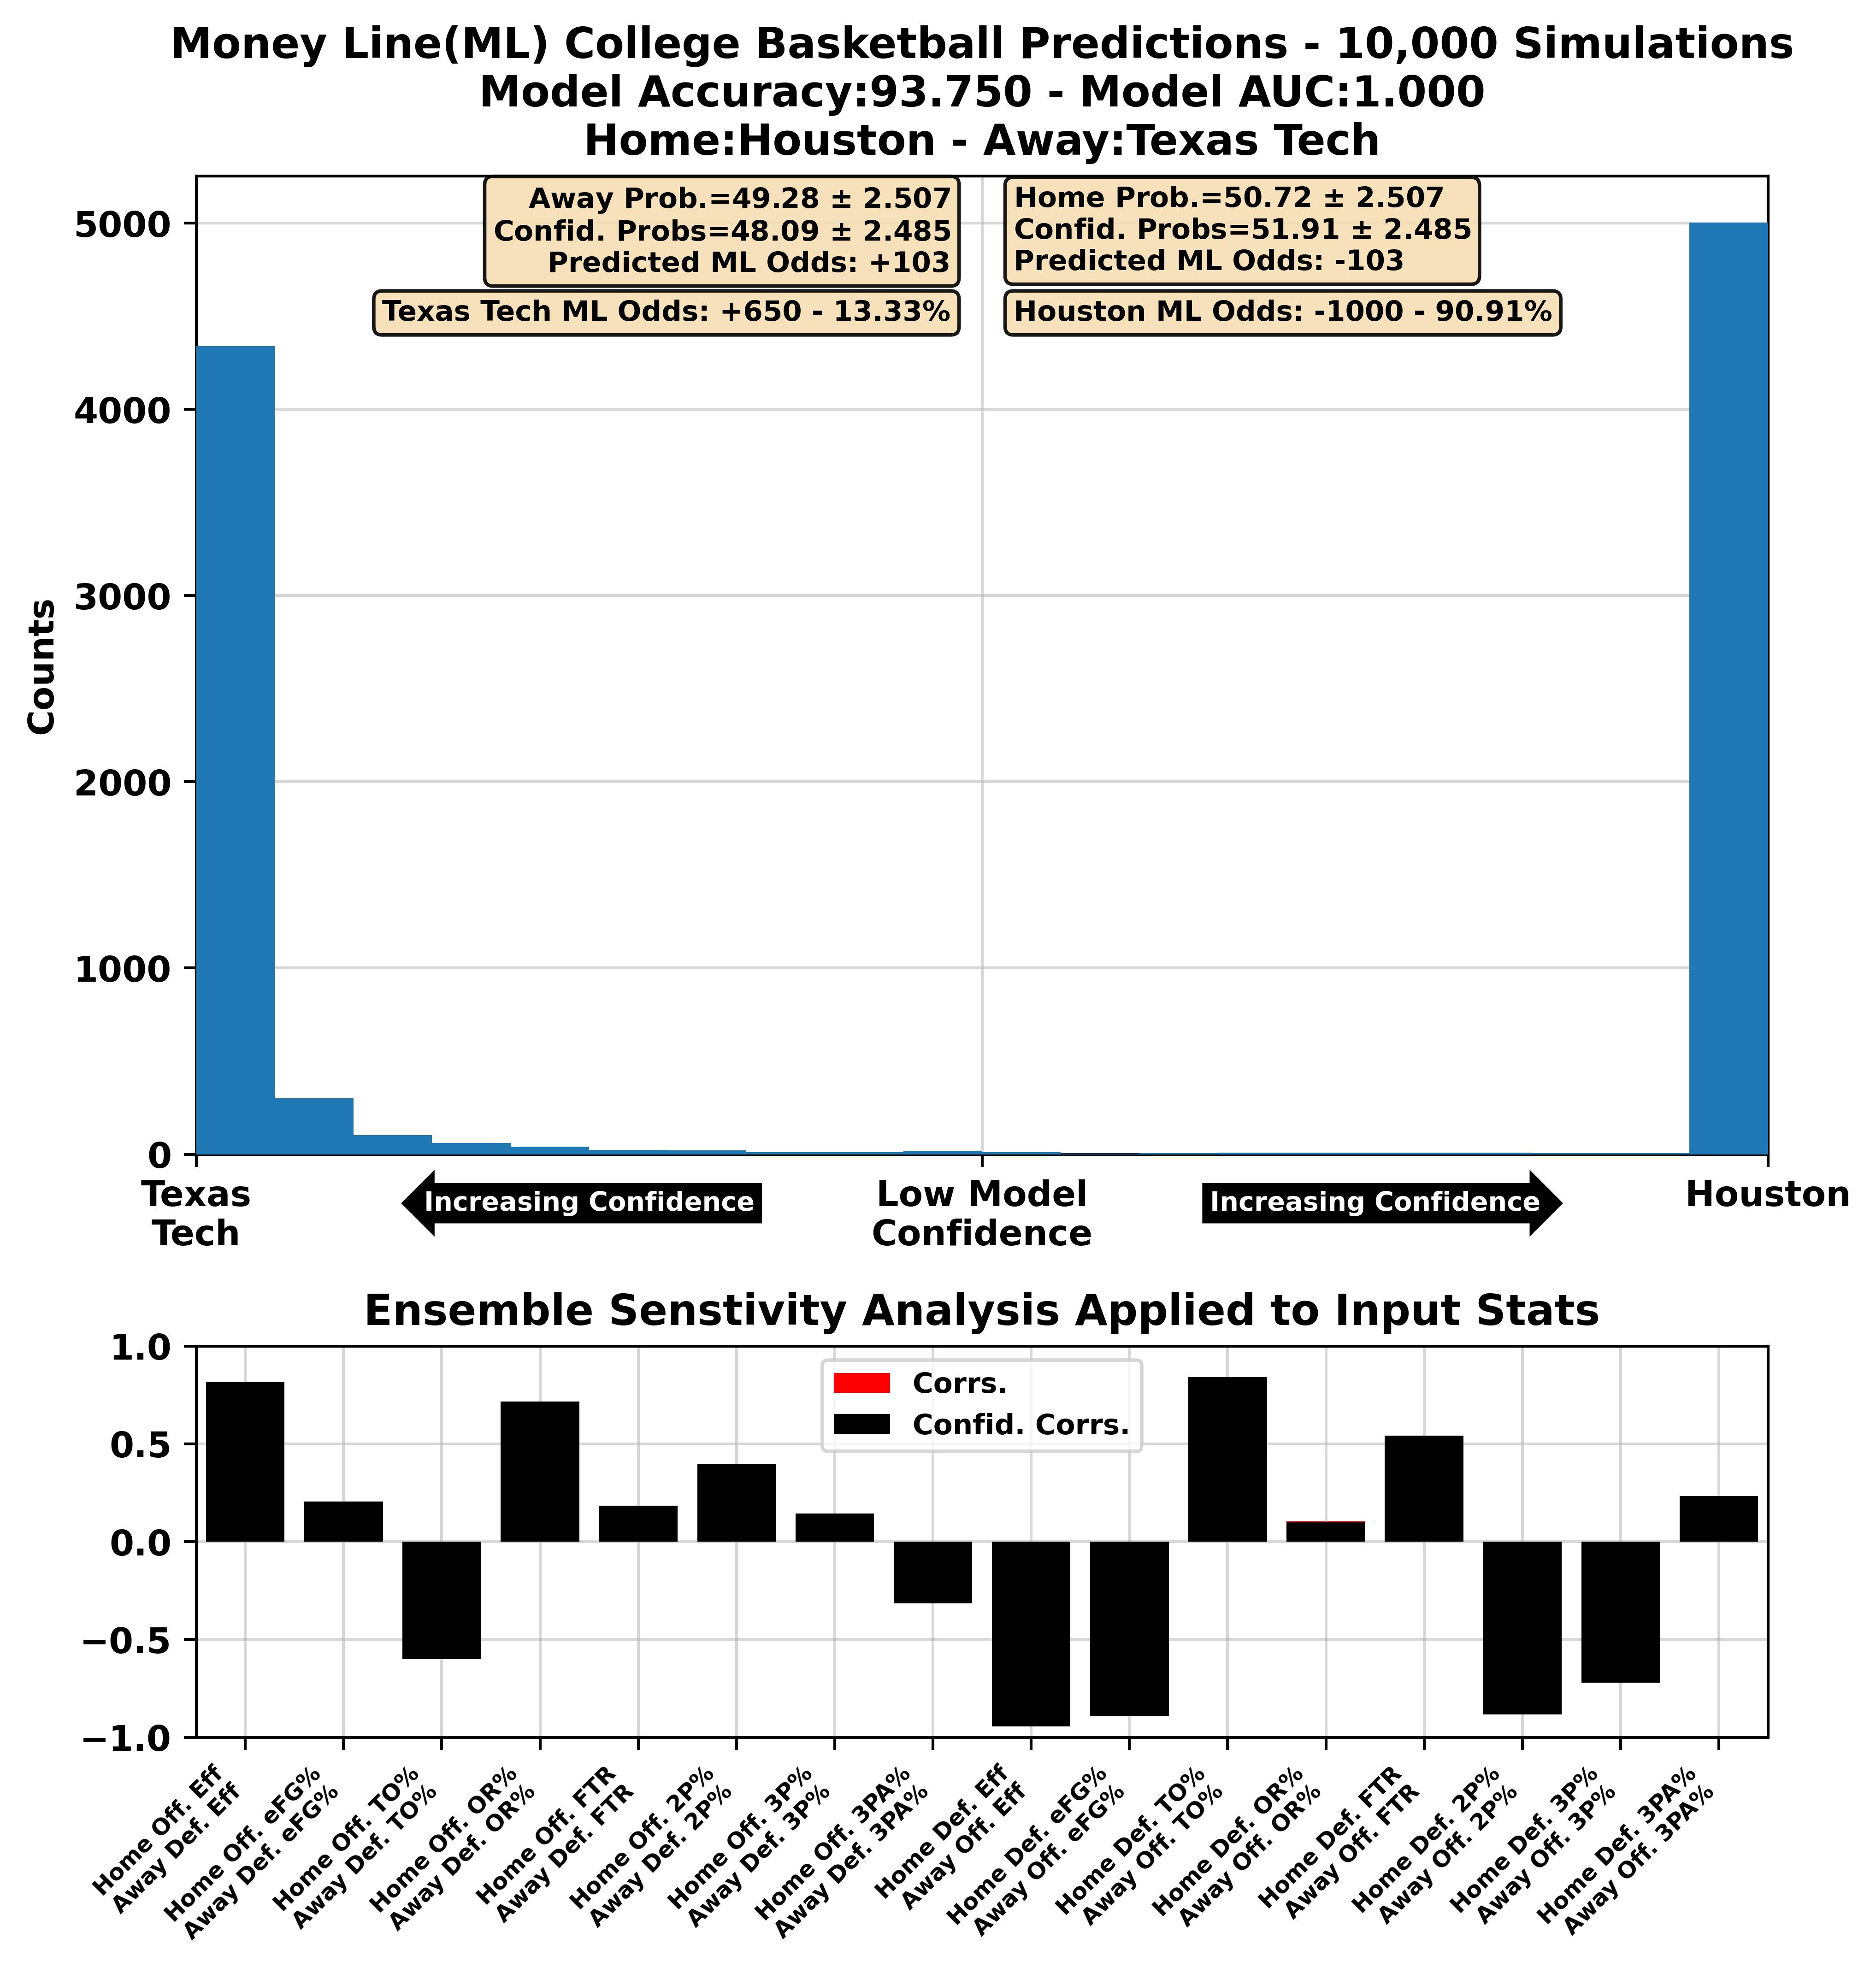 Money Line(ML) College Basketball Predictions - 10,000 Simulations
Model Accuracy:93.750 - Model AUC:1.000
Home:Houston - Away:Texas Tech
Away Prob.=49.28 ± 2.507
Confid. Probs=48.09 ± 2.485
Predicted ML Odds: +103
Texas Tech ML Odds: +650 - 13.33%
Home Prob.=50.72 ± 2.507
Confid. Probs=51.91 ± 2.485
Predicted ML Odds: -103
Houston ML Odds: -1000 - 90.91%
Counts
5000
4000
3000
2000
1000
0
Texas
Tech
Increasing Confidence
Low Model
Confidence
Increasing Confidence
Houston
Ensemble Senstivity Analysis Applied to Input Stats
1.0
0.5
0.0
−0.5
−1.0
Corrs.
Confid. Corrs.
Home Off. Eff
Away Def. Eff
Home Off. eFG%
Away Def. eFG%
Home Off. TO%
Away Def. TO%
Home Off. OR%
Away Def. OR%
Home Off. FTR
Away Def. FTR
Home Off. 2P%
Away Def. 2P%
Home Off. 3P%
Away Def. 3P%
Home Off. 3PA%
Away Def. 3PA%
Home Def. Eff
Away Off. Eff
Home Def. eFG%
Away Off. eFG%
Home Def. TO%
Away Off. TO%
Home Def. OR%
Away Off. OR%
Home Def. FTR
Away Off. FTR
Home Def. 2P%
Away Off. 2P%
Home Def. 3P%
Away Off. 3P%
Home Def. 3PA%
Away Off. 3PA%